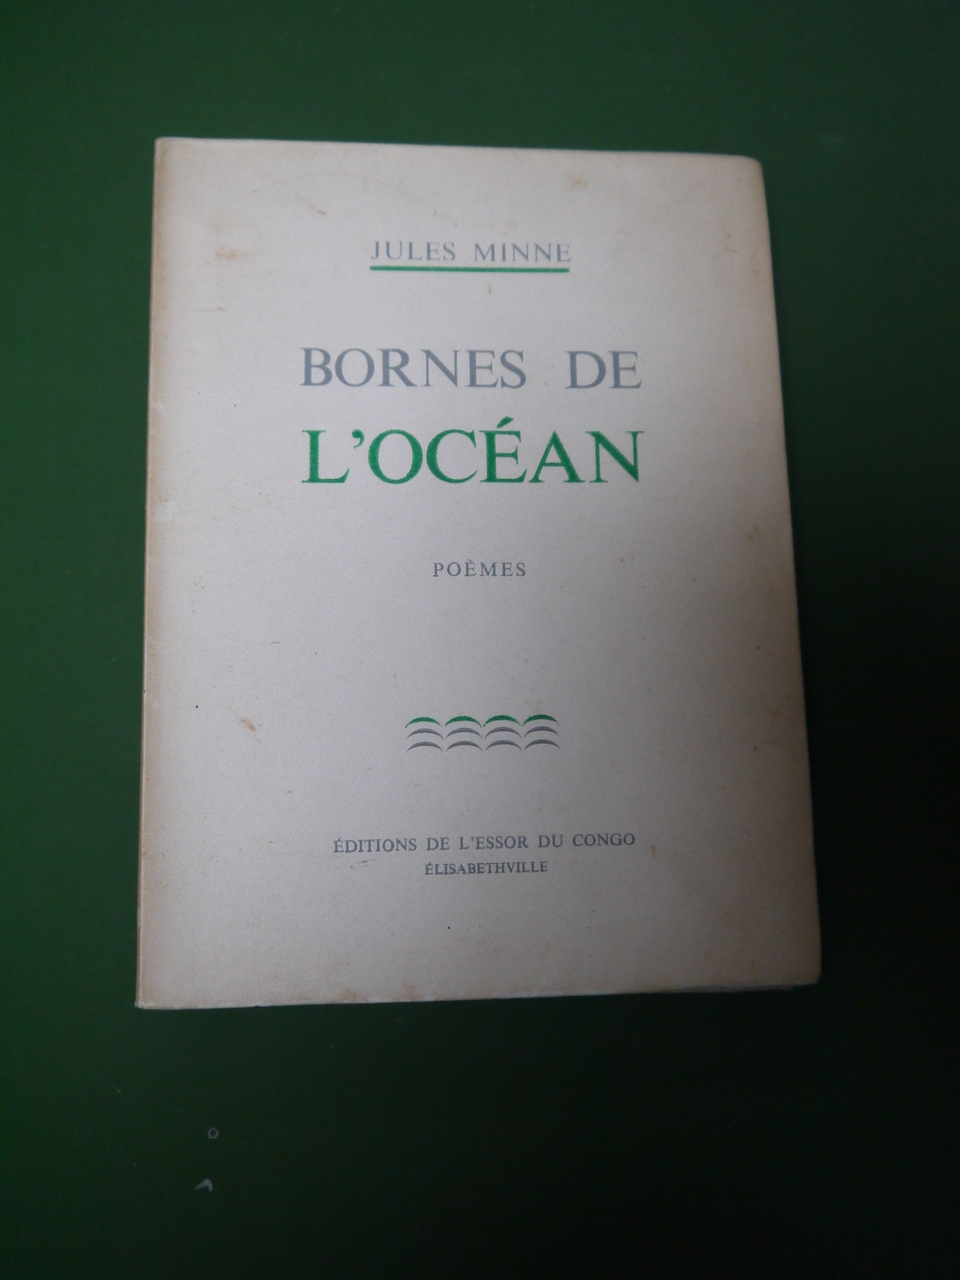 JULES MINNE
BORNES DE
L'OCÉAN
POÈMES
ÉDITIONS DE L'ESSOR DU CONGO
ÉLISABETHVILLE